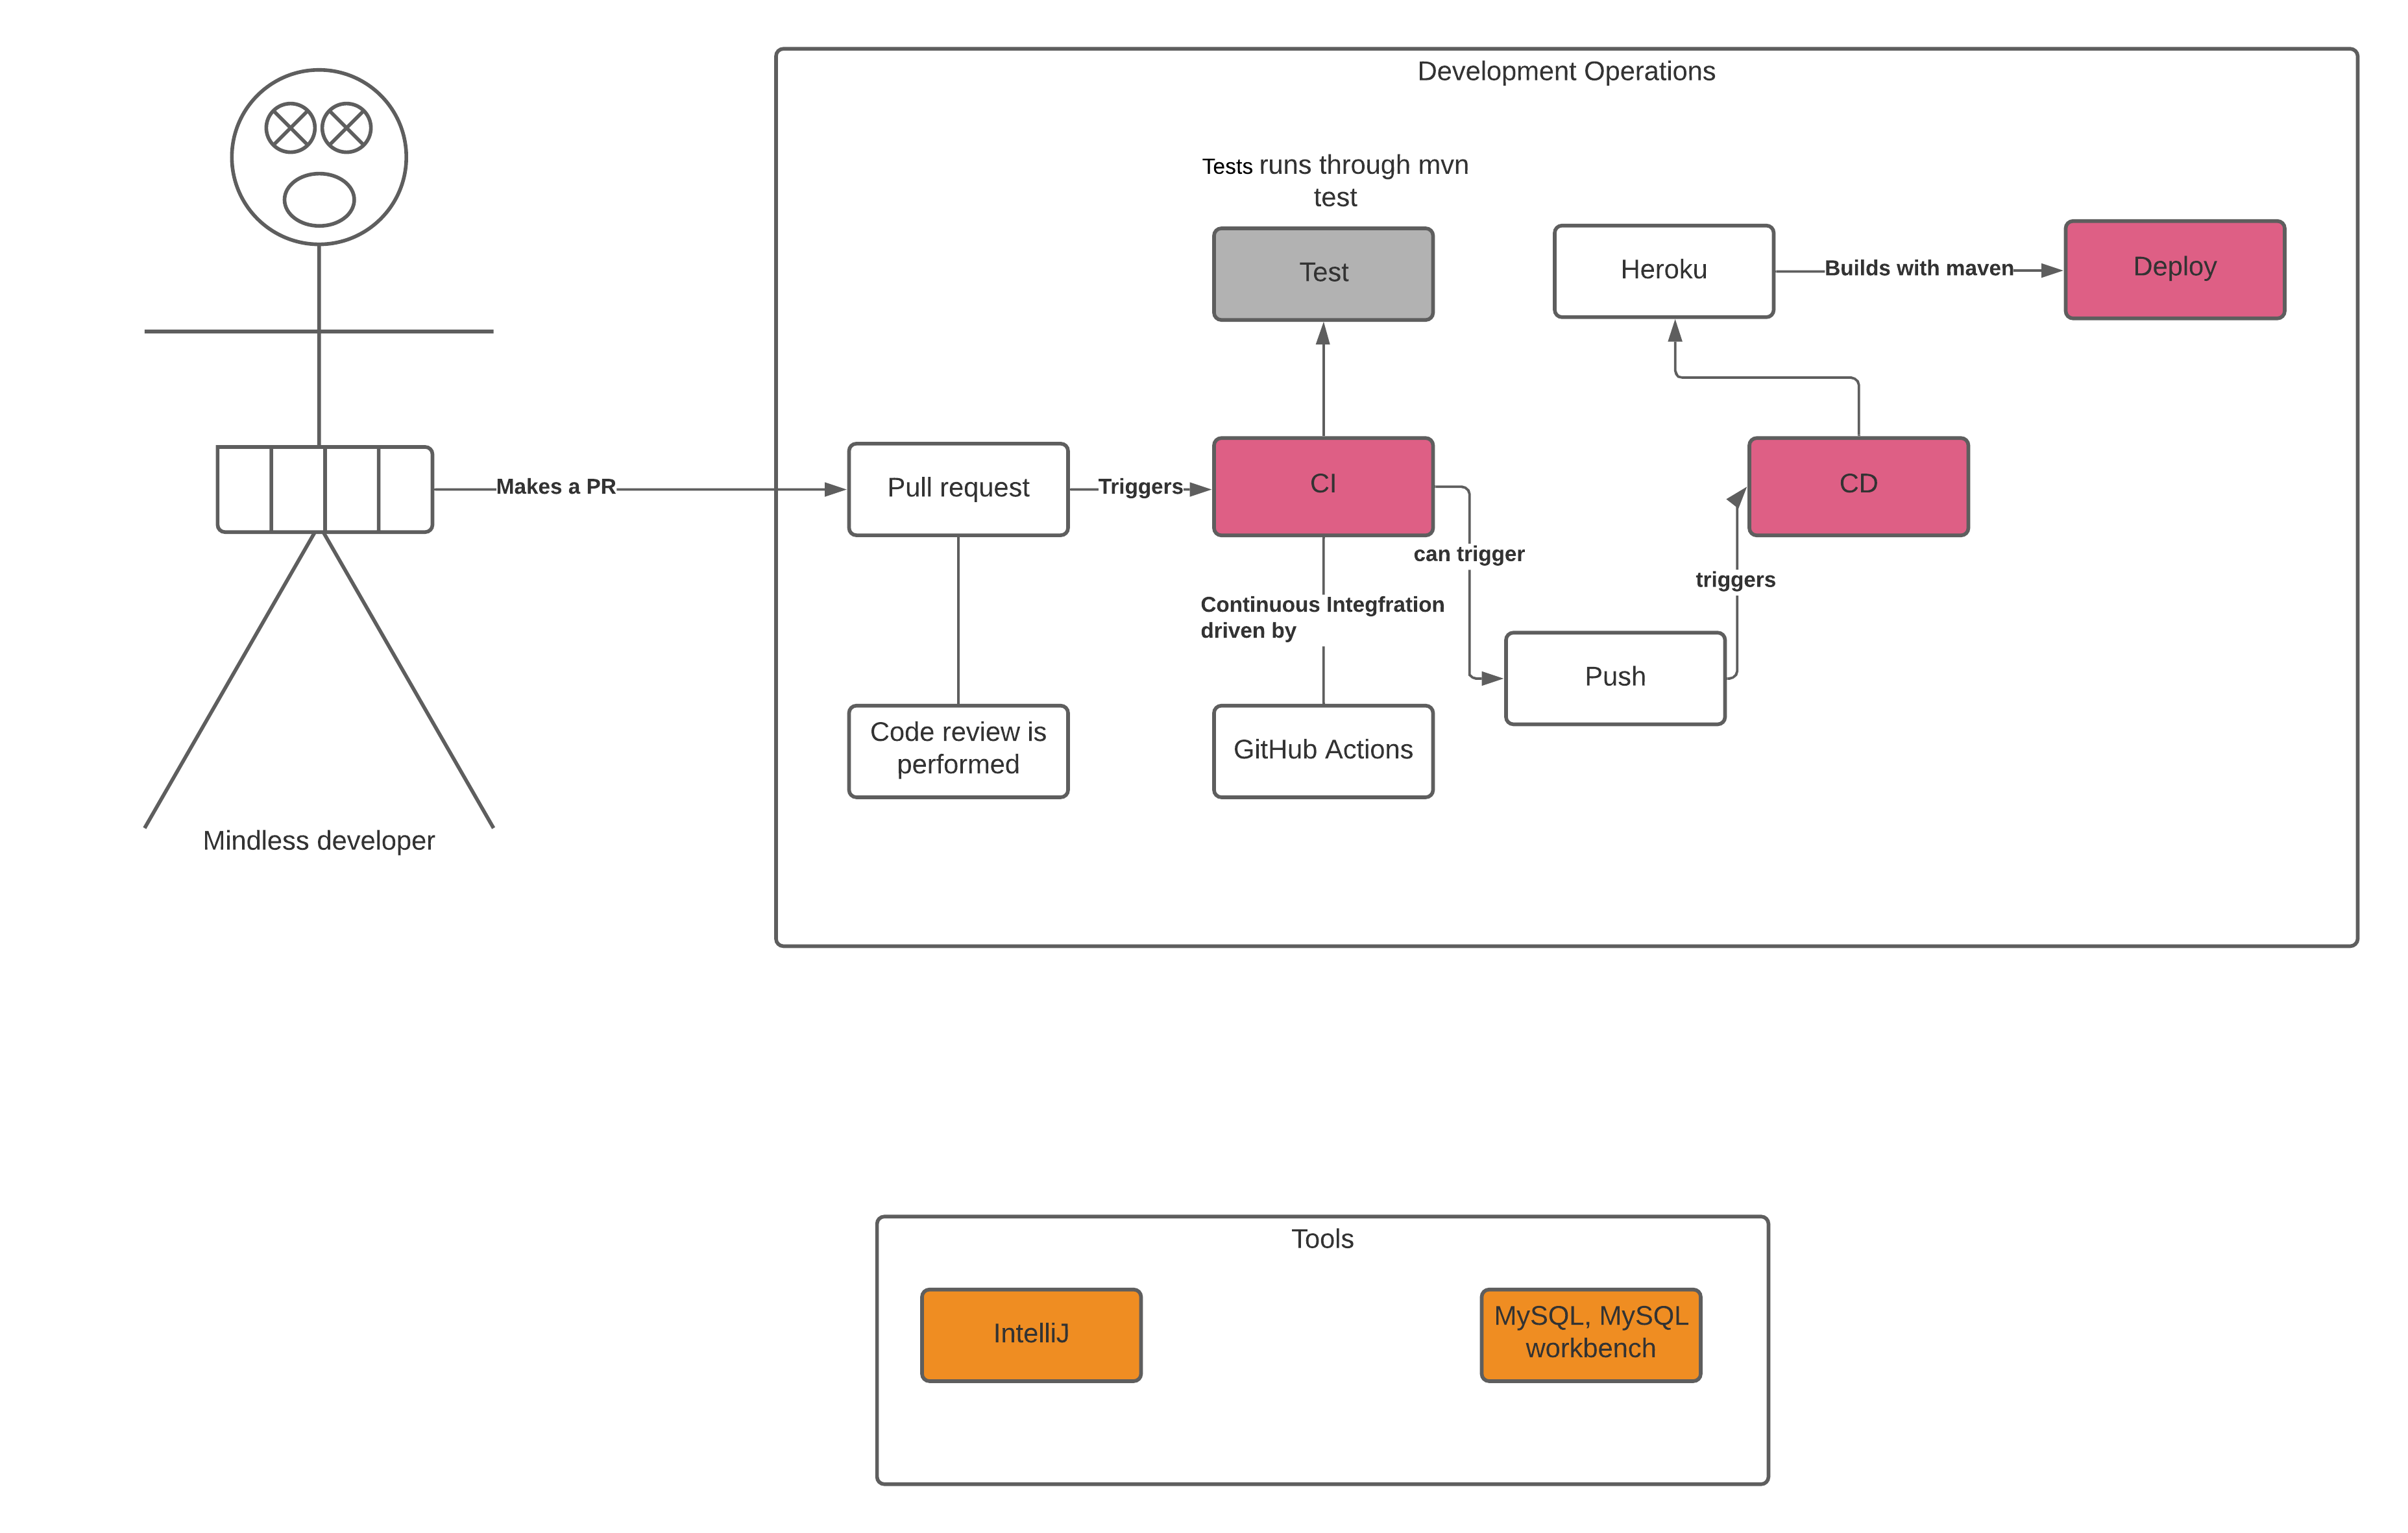 Development Operations
Tests runs through mvn
test
Test
Heroku
Builds with maven
Deploy
Makes a PR
Pull request
Triggers
CI
CD
can trigger
triggers
Continuous Integfration
driven by
Push
Code review is
performed
GitHub Actions
Mindless developer
Tools
IntelliJ
MySQL, MySQL
workbench